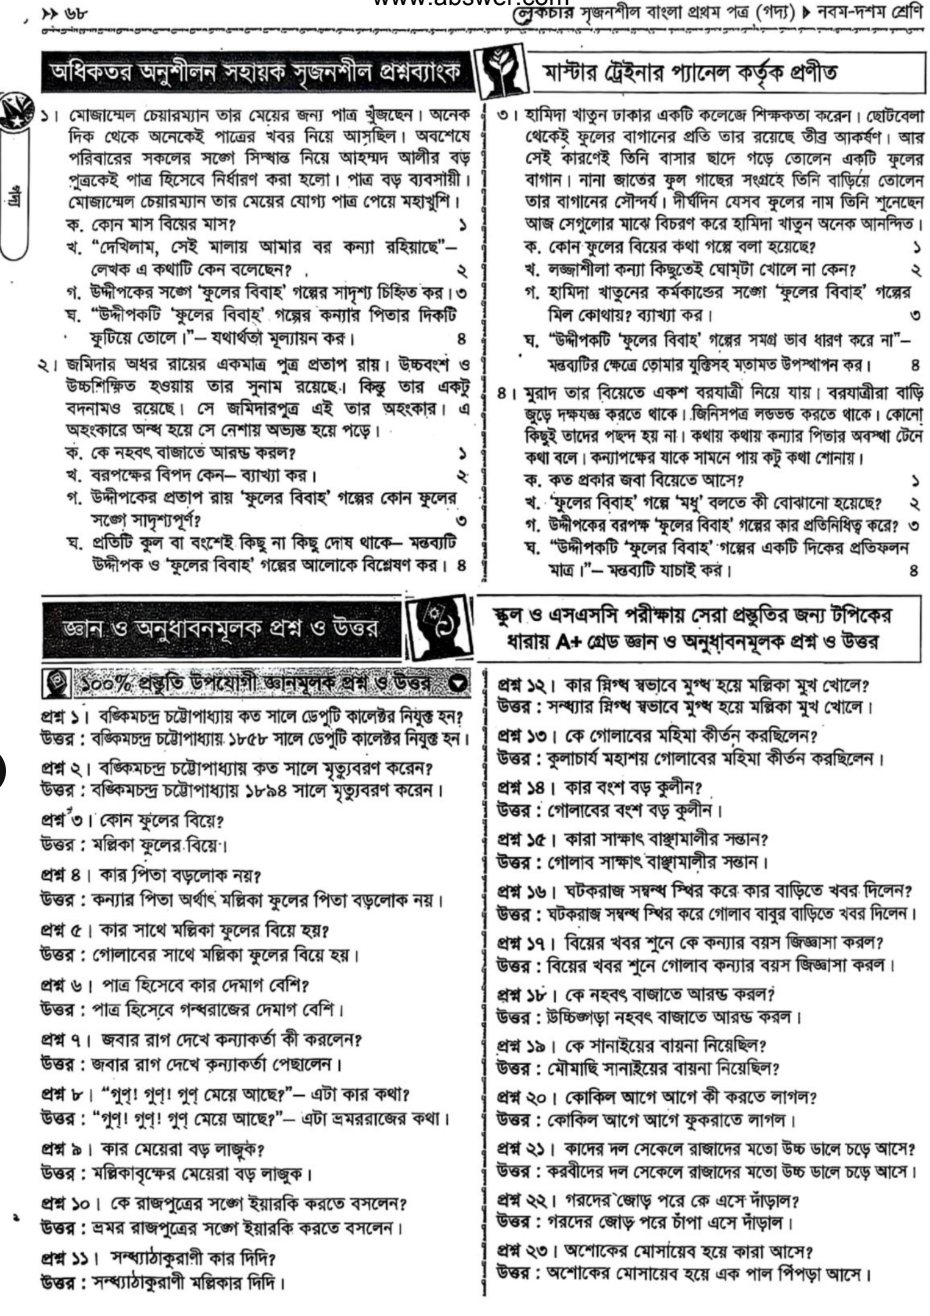 >> ৬৮
www.abswer.com
লেকচার সৃজনশীল বাংলা প্রথম পত্র (গদ্য) ▶ নবম-দশম শ্রেণি
অধিকতর অনুশীলন সহায়ক সৃজনশীল প্রশ্নব্যাংক
মাস্টার ট্রেইনার প্যানেল কর্তৃক প্রণীত
গদ্য
১। মোজাম্মেল চেয়ারম্যান তার মেয়ের জন্য পাত্র খুঁজছেন। অনেক
দিক থেকে অনেকেই পাত্রের খবর নিয়ে আসছিল। অবশেষে
পরিবারের সকলের সঙ্গে সিদ্ধান্ত নিয়ে আহম্মদ আলীর বড়
পুত্রকেই পাত্র হিসেবে নির্ধারণ করা হলো। পাত্র বড় ব্যবসায়ী।
মোজাম্মেল চেয়ারম্যান তার মেয়ের যোগ্য পাত্র পেয়ে মহাখুশি।
ক. কোন মাস বিয়ের মাস? ১
খ. “দেখিলাম, সেই মালায় আমার বর কন্যা রহিয়াছে”–
লেখক এ কথাটি কেন বলেছেন? ২
গ. উদ্দীপকের সঙ্গে ‘ফুলের বিবাহ’ গল্পের সাদৃশ্য চিহ্নিত কর। ৩
ঘ. “উদ্দীপকটি ‘ফুলের বিবাহ’ গল্পের কন্যার পিতার দিকটি
ফুটিয়ে তোলে।”– যথার্থতা মূল্যায়ন কর। ৪
২। জমিদার অধর রায়ের একমাত্র পুত্র প্রতাপ রায়। উচ্চবংশ ও
উচ্চশিক্ষিত হওয়ায় তার সুনাম রয়েছে। কিন্তু তার একটু
বদনামও রয়েছে। সে জমিদারপুত্র এই তার অহংকার। এ
অহংকারে অন্ধ হয়ে সে নেশায় অভ্যস্ত হয়ে পড়ে।
ক. কে নহবৎ বাজাতে আরম্ভ করল? ১
খ. বরপক্ষের বিপদ কেন– ব্যাখ্যা কর। ২
গ. উদ্দীপকের প্রতাপ রায় ‘ফুলের বিবাহ’ গল্পের কোন ফুলের
সঙ্গে সাদৃশ্যপূর্ণ? ৩
ঘ. প্রতিটি কুল বা বংশেই কিছু না কিছু দোষ থাকে– মন্তব্যটি
উদ্দীপক ও ‘ফুলের বিবাহ’ গল্পের আলোকে বিশ্লেষণ কর। ৪
৩। হামিদা খাতুন ঢাকার একটি কলেজে শিক্ষকতা করেন। ছোটবেলা
থেকেই ফুলের বাগানের প্রতি তার রয়েছে তীব্র আকর্ষণ। আর
সেই কারণেই তিনি বাসার ছাদে গড়ে তোলেন একটি ফুলের
বাগান। নানা জাতের ফুল গাছের সংগ্রহে তিনি বাড়িয়ে তোলেন
তার বাগানের সৌন্দর্য। দীর্ঘদিন যেসব ফুলের নাম তিনি শুনেছেন
আজ সেগুলোর মাঝে বিচরণ করে হামিদা খাতুন অনেক আনন্দিত।
ক. কোন ফুলের বিয়ের কথা গল্পে বলা হয়েছে? ১
খ. লজ্জাশীলা কন্যা কিছুতেই ঘোমটা খোলে না কেন? ২
গ. হামিদা খাতুনের কর্মকাণ্ডের সঙ্গে ‘ফুলের বিবাহ’ গল্পের
মিল কোথায়? ব্যাখ্যা কর। ৩
ঘ. “উদ্দীপকটি ‘ফুলের বিবাহ’ গল্পের সমগ্র ভাব ধারণ করে না”–
মন্তব্যটির ক্ষেত্রে তোমার যুক্তিসহ মতামত উপস্থাপন কর। ৪
৪। মুরাদ তার বিয়েতে একশ বরযাত্রী নিয়ে যায়। বরযাত্রীরা বাড়ি
জুড়ে দক্ষযজ্ঞ করতে থাকে। জিনিসপত্র লন্ডভন্ড করতে থাকে। কোনো
কিছুই তাদের পছন্দ হয় না। কথায় কথায় কন্যার পিতার অবস্থা টেনে
কথা বলে। কন্যাপক্ষের যাকে সামনে পায় কটু কথা শোনায়।
ক. কত প্রকার জবা বিয়েতে আসে? ১
খ. ‘ফুলের বিবাহ’ গল্পে ‘মধু’ বলতে কী বোঝানো হয়েছে? ২
গ. উদ্দীপকের বরপক্ষ ‘ফুলের বিবাহ’ গল্পের কার প্রতিনিধিত্ব করে? ৩
ঘ. “উদ্দীপকটি ‘ফুলের বিবাহ’ গল্পের একটি দিকের প্রতিফলন
মাত্র।”– মন্তব্যটি যাচাই কর। ৪
জ্ঞান ও অনুধাবনমূলক প্রশ্ন ও উত্তর
স্কুল ও এসএসসি পরীক্ষায় সেরা প্রস্তুতির জন্য টপিকের
ধারায় A+ গ্রেড জ্ঞান ও অনুধাবনমূলক প্রশ্ন ও উত্তর
১০০% প্রস্তুতি উপযোগী জ্ঞানমূলক প্রশ্ন ও উত্তর
প্রশ্ন ১। বঙ্কিমচন্দ্র চট্টোপাধ্যায় কত সালে ডেপুটি কালেক্টর নিযুক্ত হন?
উত্তর : বঙ্কিমচন্দ্র চট্টোপাধ্যায় ১৮৫৮ সালে ডেপুটি কালেক্টর নিযুক্ত হন।
প্রশ্ন ২। বঙ্কিমচন্দ্র চট্টোপাধ্যায় কত সালে মৃত্যুবরণ করেন?
উত্তর : বঙ্কিমচন্দ্র চট্টোপাধ্যায় ১৮৯৪ সালে মৃত্যুবরণ করেন।
প্রশ্ন ৩। কোন ফুলের বিয়ে?
উত্তর : মল্লিকা ফুলের বিয়ে।
প্রশ্ন ৪। কার পিতা বড়লোক নয়?
উত্তর : কন্যার পিতা অর্থাৎ মল্লিকা ফুলের পিতা বড়লোক নয়।
প্রশ্ন ৫। কার সাথে মল্লিকা ফুলের বিয়ে হয়?
উত্তর : গোলাবের সাথে মল্লিকা ফুলের বিয়ে হয়।
প্রশ্ন ৬। পাত্র হিসেবে কার দেমাগ বেশি?
উত্তর : পাত্র হিসেবে গন্ধরাজের দেমাগ বেশি।
প্রশ্ন ৭। জবার রাগ দেখে কন্যাকর্তা কী করলেন?
উত্তর : জবার রাগ দেখে কন্যাকর্তা পেছালেন।
প্রশ্ন ৮। “গুণ্! গুণ্! গুণ্ মেয়ে আছে?”– এটা কার কথা?
উত্তর : “গুণ্! গুণ্! গুণ্ মেয়ে আছে?”– এটা ভ্রমররাজের কথা।
প্রশ্ন ৯। কার মেয়েরা বড় লাজুক?
উত্তর : মল্লিকাবৃক্ষের মেয়েরা বড় লাজুক।
প্রশ্ন ১০। কে রাজপুত্রের সঙ্গে ইয়ারকি করতে বসলেন?
উত্তর : ভ্রমর রাজপুত্রের সঙ্গে ইয়ারকি করতে বসলেন।
প্রশ্ন ১১। সন্ধ্যাঠাকুরাণী কার দিদি?
উত্তর : সন্ধ্যাঠাকুরাণী মল্লিকার দিদি।
প্রশ্ন ১২। কার স্নিগ্ধ স্বভাবে মুগ্ধ হয়ে মল্লিকা মুখ খোলে?
উত্তর : সন্ধ্যার স্নিগ্ধ স্বভাবে মুগ্ধ হয়ে মল্লিকা মুখ খোলে।
প্রশ্ন ১৩। কে গোলাবের মহিমা কীর্তন করছিলেন?
উত্তর : কুলাচার্য মহাশয় গোলাবের মহিমা কীর্তন করছিলেন।
প্রশ্ন ১৪। কার বংশ বড় কুলীন?
উত্তর : গোলাবের বংশ বড় কুলীন।
প্রশ্ন ১৫। কারা সাক্ষাৎ বাঞ্ছামালীর সন্তান?
উত্তর : গোলাব সাক্ষাৎ বাঞ্ছামালীর সন্তান।
প্রশ্ন ১৬। ঘটকরাজ সম্বন্ধ স্থির করে কার বাড়িতে খবর দিলেন?
উত্তর : ঘটকরাজ সম্বন্ধ স্থির করে গোলাব বাবুর বাড়িতে খবর দিলেন।
প্রশ্ন ১৭। বিয়ের খবর শুনে কে কন্যার বয়স জিজ্ঞাসা করল?
উত্তর : বিয়ের খবর শুনে গোলাব কন্যার বয়স জিজ্ঞাসা করল।
প্রশ্ন ১৮। কে নহবৎ বাজাতে আরম্ভ করল?
উত্তর : উচ্চিঙ্গড়া নহবৎ বাজাতে আরম্ভ করল।
প্রশ্ন ১৯। কে সানাইয়ের বায়না নিয়েছিল?
উত্তর : মৌমাছি সানাইয়ের বায়না নিয়েছিল?
প্রশ্ন ২০। কোকিল আগে আগে কী করতে লাগল?
উত্তর : কোকিল আগে আগে ফুকরাতে লাগল।
প্রশ্ন ২১। কাদের দল সেকেলে রাজাদের মতো উচ্চ ডালে চড়ে আসে?
উত্তর : করবীদের দল সেকেলে রাজাদের মতো উচ্চ ডালে চড়ে আসে।
প্রশ্ন ২২। গরদের জোড় পরে কে এসে দাঁড়াল?
উত্তর : গরদের জোড় পরে চাঁপা এসে দাঁড়াল।
প্রশ্ন ২৩। অশোকের মোসায়েব হয়ে কারা আসে?
উত্তর : অশোকের মোসায়েব হয়ে এক পাল পিঁপড়া আসে।